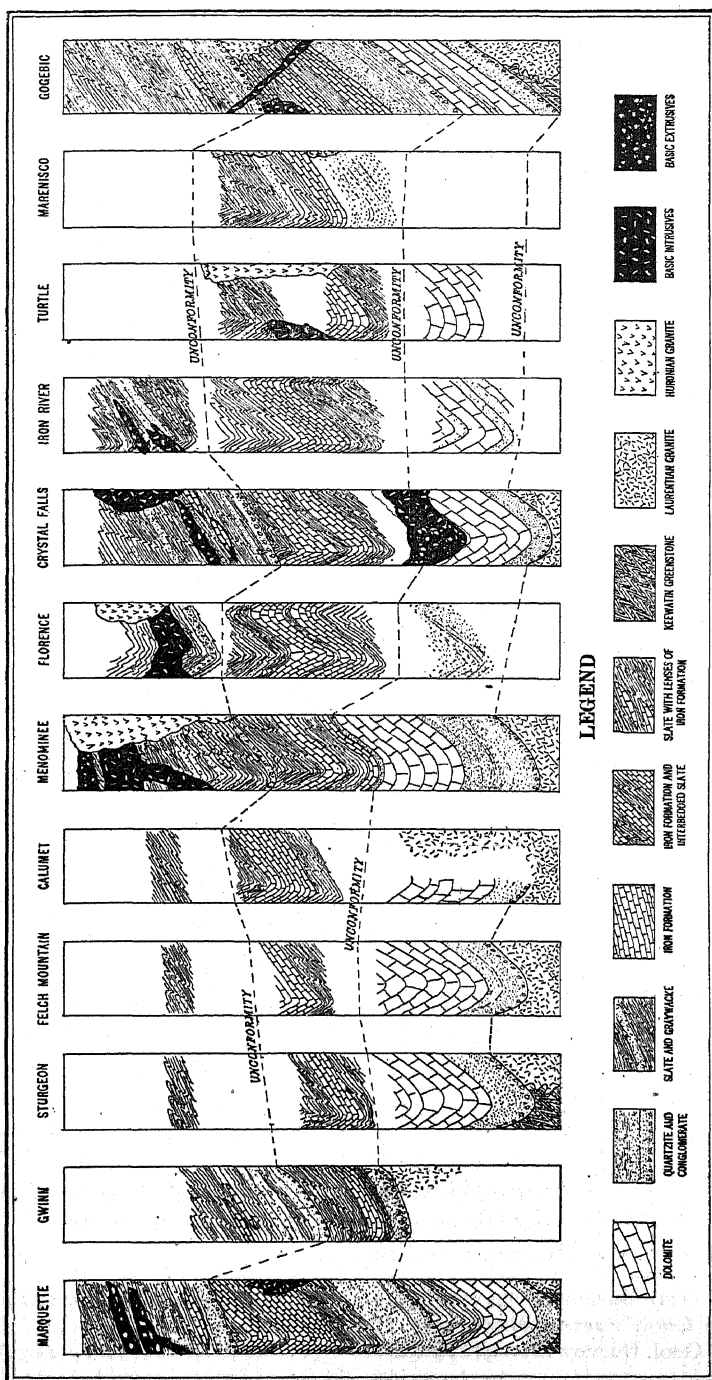 MARQUETTE
GWINN
STURGEON
FELCH MOUNTAIN
CALUMET
MENOMINEE
FLORENCE
CRYSTAL FALLS
IRON RIVER
TURTLE
MARENISCO
GOGEBIC
UNCONFORMITY
UNCONFORMITY
UNCONFORMITY
UNCONFORMITY
UNCONFORMITY
LEGEND
DOLOMITE
QUARTZITE AND
CONGLOMERATE
SLATE AND GRAYWACKE
IRON FORMATION
IRON FORMATION AND
INTERBEDDED SLATE
SLATE WITH LENSES OF
IRON FORMATION
KEEWATIN GREENSTONE
LAURENTIAN GRANITE
HURONIAN GRANITE
BASIC INTRUSIVES
BASIC EXTRUSIVES